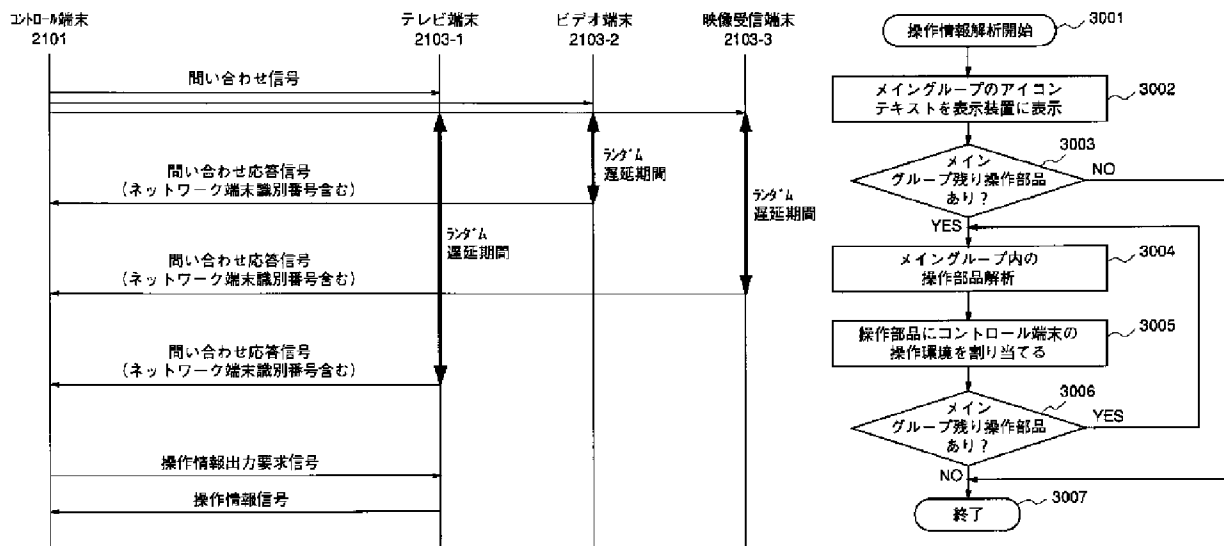 コントロール端末
2101
テレビ端末
2103-1
ビデオ端末
2103-2
映像受信端末
2103-3
問い合わせ信号
ランダム
遅延期間
問い合わせ応答信号
(ネットワーク端末識別番号含む)
ランダム
遅延期間
ランダム
遅延期間
問い合わせ応答信号
(ネットワーク端末識別番号含む)
問い合わせ応答信号
(ネットワーク端末識別番号含む)
操作情報出力要求信号
操作情報信号
操作情報解析開始
3001
メイングループのアイコン
テキストを表示装置に表示
3002
メイン
グループ残り操作部品
あり?
3003
NO
YES
メイングループ内の
操作部品解析
3004
操作部品にコントロール端末の
操作環境を割り当てる
3005
メイン
グループ残り操作部品
あり?
3006
YES
NO
終了
3007